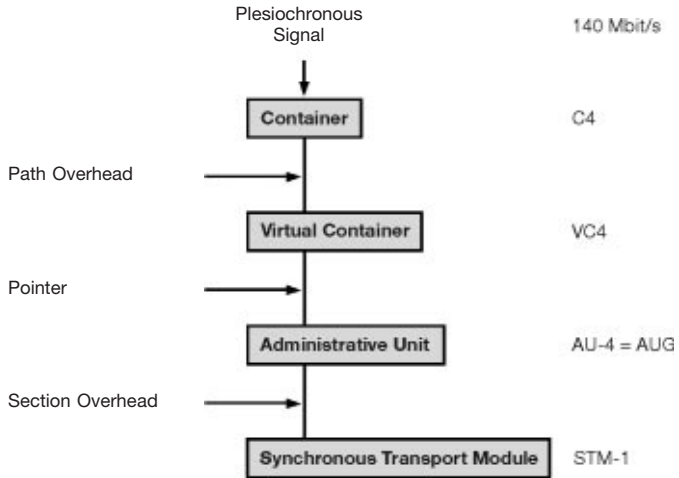 Plesiochronous
Signal
140 Mbit/s
Container
C4
Path Overhead
Virtual Container
VC4
Pointer
Administrative Unit
AU-4 = AUG
Section Overhead
Synchronous Transport Module
STM-1